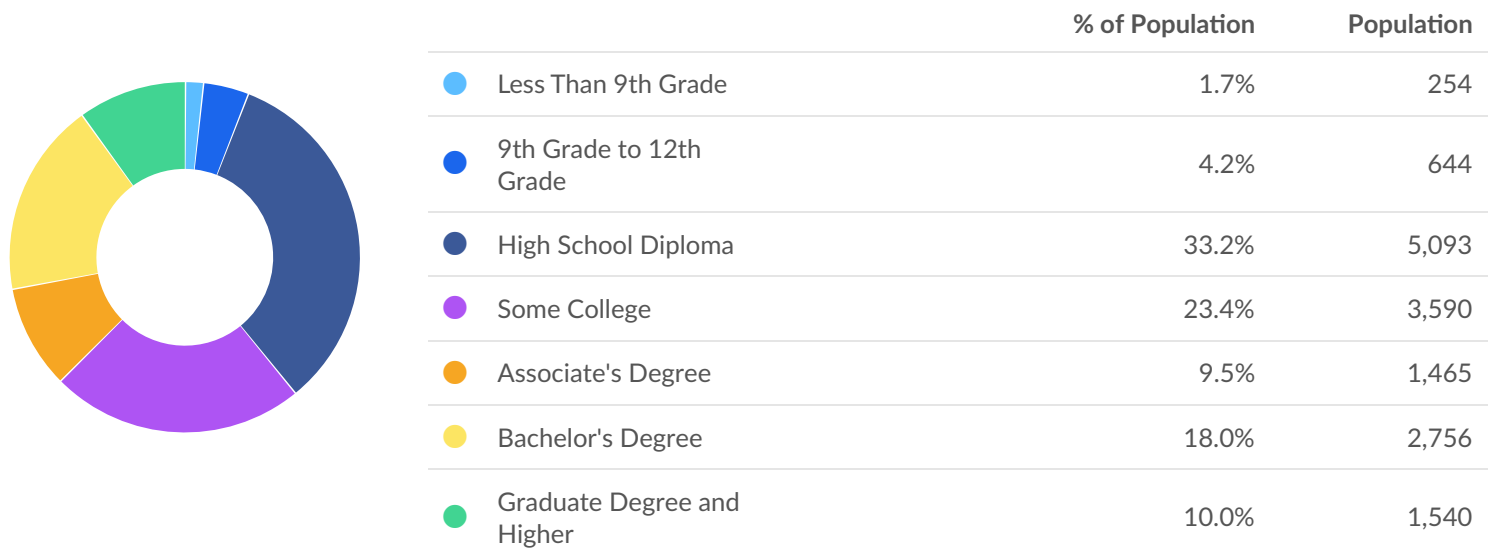 % of Population Population
Less Than 9th Grade 1.7% 254
9th Grade to 12th
Grade 4.2% 644
High School Diploma 33.2% 5,093
Some College 23.4% 3,590
Associate's Degree 9.5% 1,465
Bachelor's Degree 18.0% 2,756
Graduate Degree and
Higher 10.0% 1,540